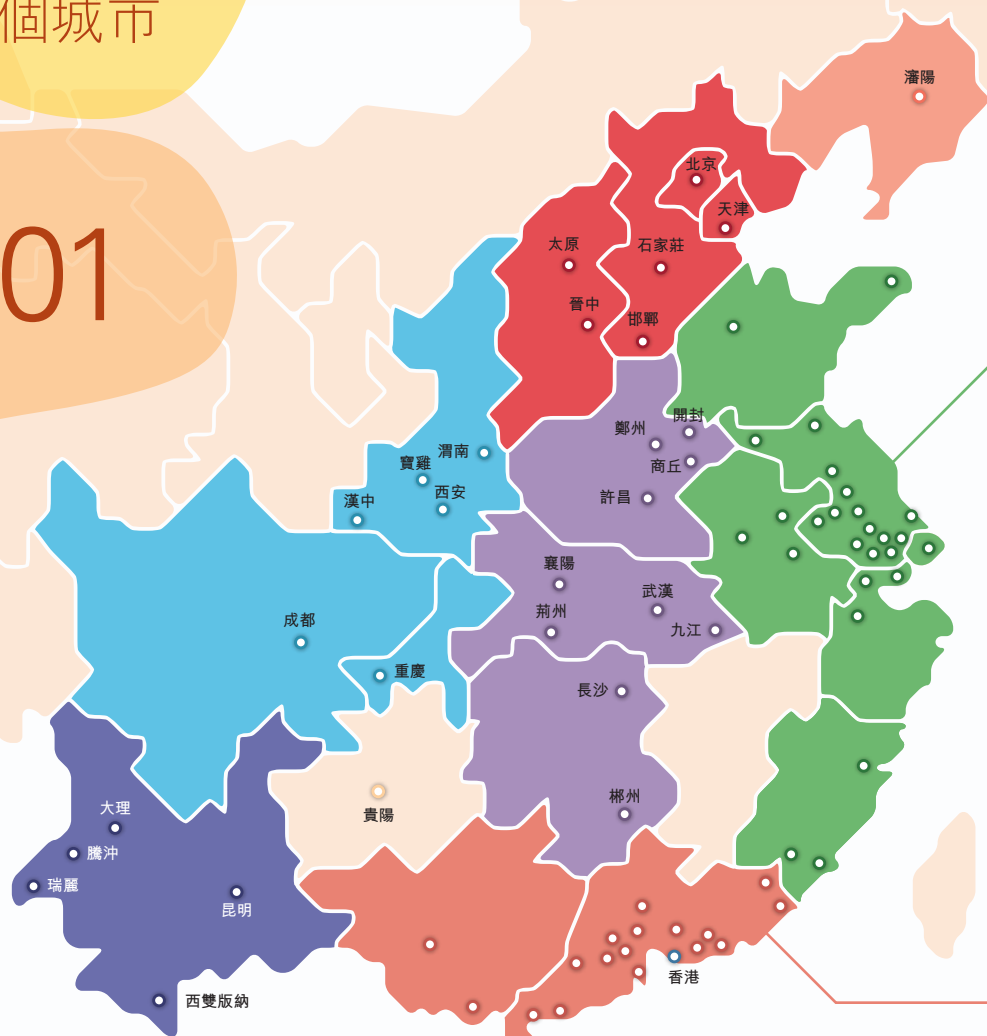 個城市
01
瀋陽
北京
天津
太原
石家莊
晉中
邯鄲
開封
鄭州
渭南
寶雞
商丘
西安
漢中
許昌
襄陽
武漢
荊州
成都
九江
重慶
長沙
郴州
大理
貴陽
騰沖
瑞麗
昆明
香港
西雙版納